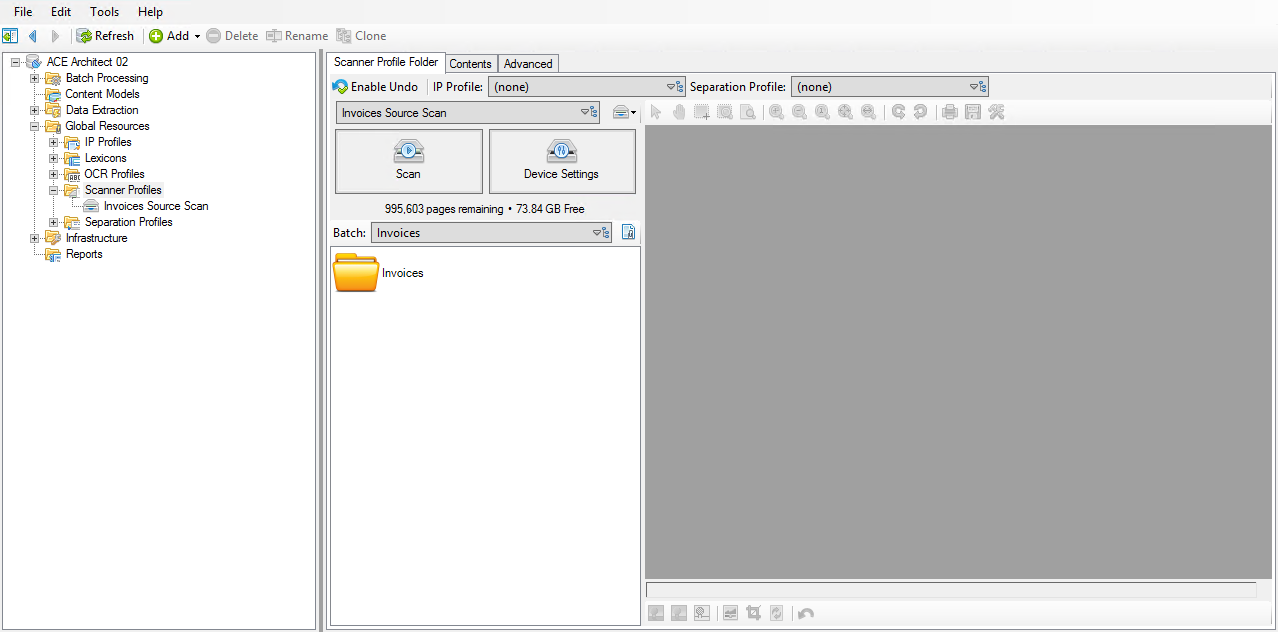 File Edit Tools Help
Refresh Add Delete Rename Clone
ACE Architect 02
Batch Processing
Content Models
Data Extraction
Global Resources
IP Profiles
Lexicons
OCR Profiles
Scanner Profiles
Invoices Source Scan
Separation Profiles
Infrastructure
Reports
Scanner Profile Folder Contents Advanced
Enable Undo IP Profile: (none) Separation Profile: (none)
Invoices Source Scan
Scan Device Settings
995,603 pages remaining • 73.84 GB Free
Batch: Invoices
Invoices